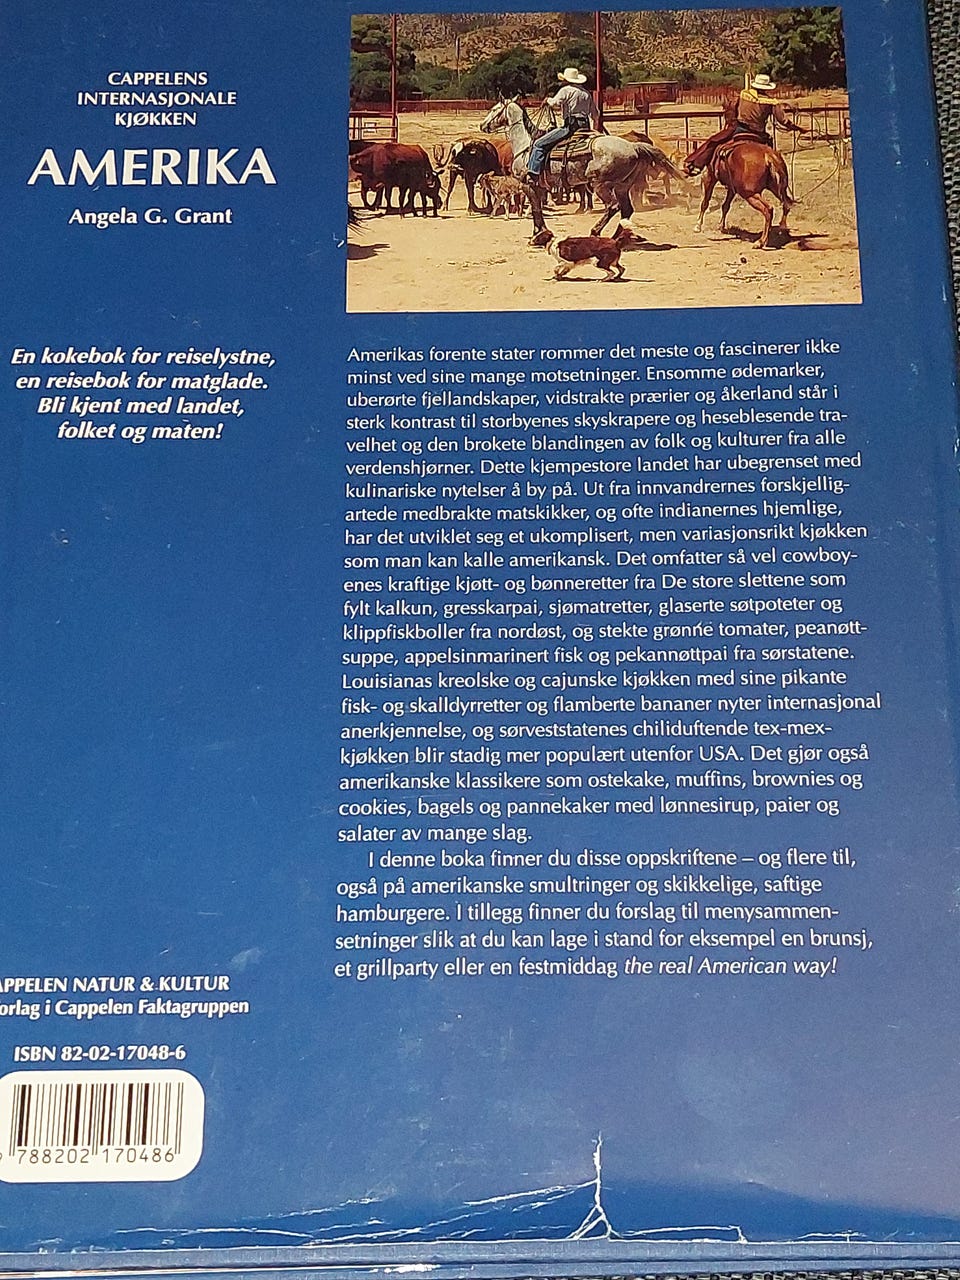 CAPPELENS
INTERNASJONALE
KJØKKEN
AMERIKA
Angela G. Grant
En kokebok for reiselystne,
en reisebok for matglade.
Bli kjent med landet,
folket og maten!
Amerikas forente stater rommer det meste og fascinerer ikke
minst ved sine mange motsetninger. Ensomme ødemarker,
uberørte fjellandskaper, vidstrakte prærier og åkerland står i
sterk kontrast til storbyenes skyskrapere og heseblesende tra-
velhet og den brokete blandingen av folk og kulturer fra alle
verdenshjørner. Dette kjempestore landet har ubegrenset med
kulinariske nytelser å by på. Ut fra innvandrernes forskjellig-
artede medbrakte matskikker, og ofte indianernes hjemlige,
har det utviklet seg et ukomplisert, men variasjonsrikt kjøkken
som man kan kalle amerikansk. Det omfatter så vel cowboy-
enes kraftige kjøtt- og bønneretter fra De store slettene som
fylt kalkun, gresskarpai, sjømatretter, glaserte søtpoteter og
klippfiskboller fra nordøst, og stekte grønne tomater, peanøtt-
suppe, appelsinmarinert fisk og pekannøttpai fra sørstatene.
Louisianas kreolske og cajunske kjøkken med sine pikante
fisk- og skalldyrretter og flamberte bananer nyter internasjonal
anerkjennelse, og sørveststatenes chiliduftende tex-mex-
kjøkken blir stadig mer populært utenfor USA. Det gjør også
amerikanske klassikere som ostekake, muffins, brownies og
cookies, bagels og pannekaker med lønnesirup, paier og
salater av mange slag.
I denne boka finner du disse oppskriftene – og flere til,
også på amerikanske smultringer og skikkelige, saftige
hamburgere. I tillegg finner du forslag til menysammen-
setninger slik at du kan lage i stand for eksempel en brunsj,
et grillparty eller en festmiddag the real American way!
APPELEN NATUR & KULTUR
orlag i Cappelen Faktagruppen
ISBN 82-02-17048-6
9 788202 170486